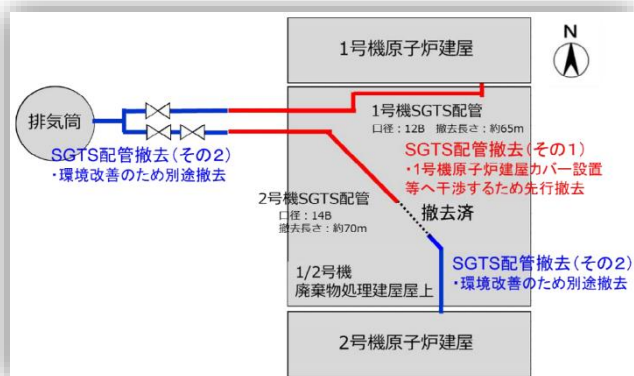 1号機原子炉建屋
N
排気筒
1号機SGTS配管
口径：12B 撤去長さ：約65m
SGTS配管撤去(その1)
・1号機原子炉建屋カバー設置
等へ干渉するため先行撤去
SGTS配管撤去(その2)
・環境改善のため別途撤去
2号機SGTS配管
口径：14B
撤去長さ：約70m
撤去済
SGTS配管撤去(その2)
・環境改善のため別途撤去
1/2号機
廃棄物処理建屋屋上
2号機原子炉建屋